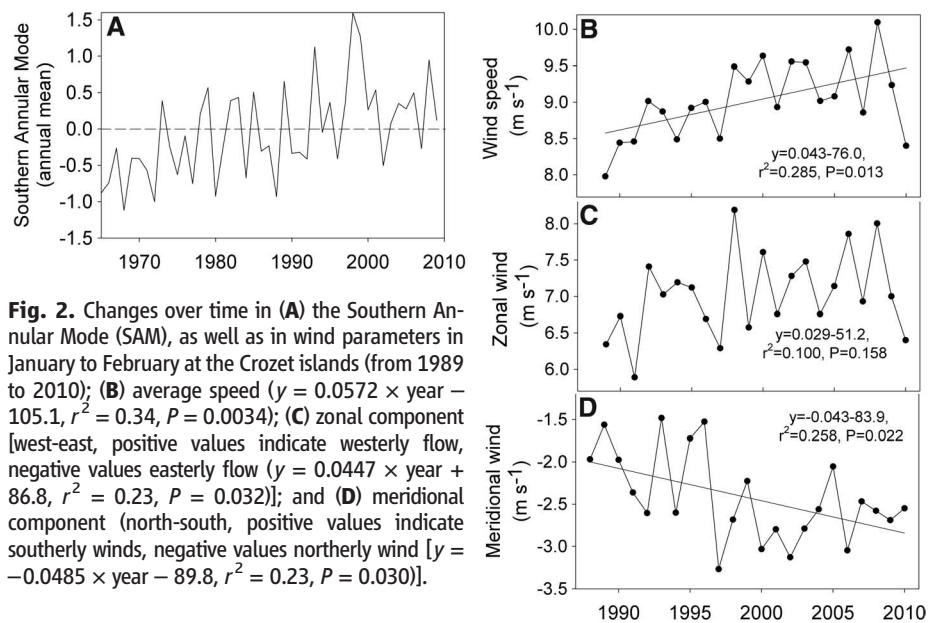 A
Southern Annular Mode
(annual mean)
1.5
1.0
0.5
0.0
-0.5
-1.0
-1.5
1970 1980 1990 2000 2010
Fig. 2. Changes over time in (A) the Southern An-
nular Mode (SAM), as well as in wind parameters in
January to February at the Crozet islands (from 1989
to 2010); (B) average speed (y = 0.0572 × year −
105.1, r² = 0.34, P = 0.0034); (C) zonal component
[west-east, positive values indicate westerly flow,
negative values easterly flow (y = 0.0447 × year +
86.8, r² = 0.23, P = 0.032)]; and (D) meridional
component (north-south, positive values indicate
southerly winds, negative values northerly wind [y =
−0.0485 × year − 89.8, r² = 0.23, P = 0.030)].
B
Wind speed
(m s⁻¹)
10.0
9.5
9.0
8.5
8.0
y=0.043-76.0,
r²=0.285, P=0.013
C
Zonal wind
(m s⁻¹)
8.0
7.5
7.0
6.5
6.0
y=0.029-51.2,
r²=0.100, P=0.158
D
Meridional wind
(m s⁻¹)
-1.5
-2.0
-2.5
-3.0
-3.5
y=-0.043-83.9,
r²=0.258, P=0.022
1990 1995 2000 2005 2010